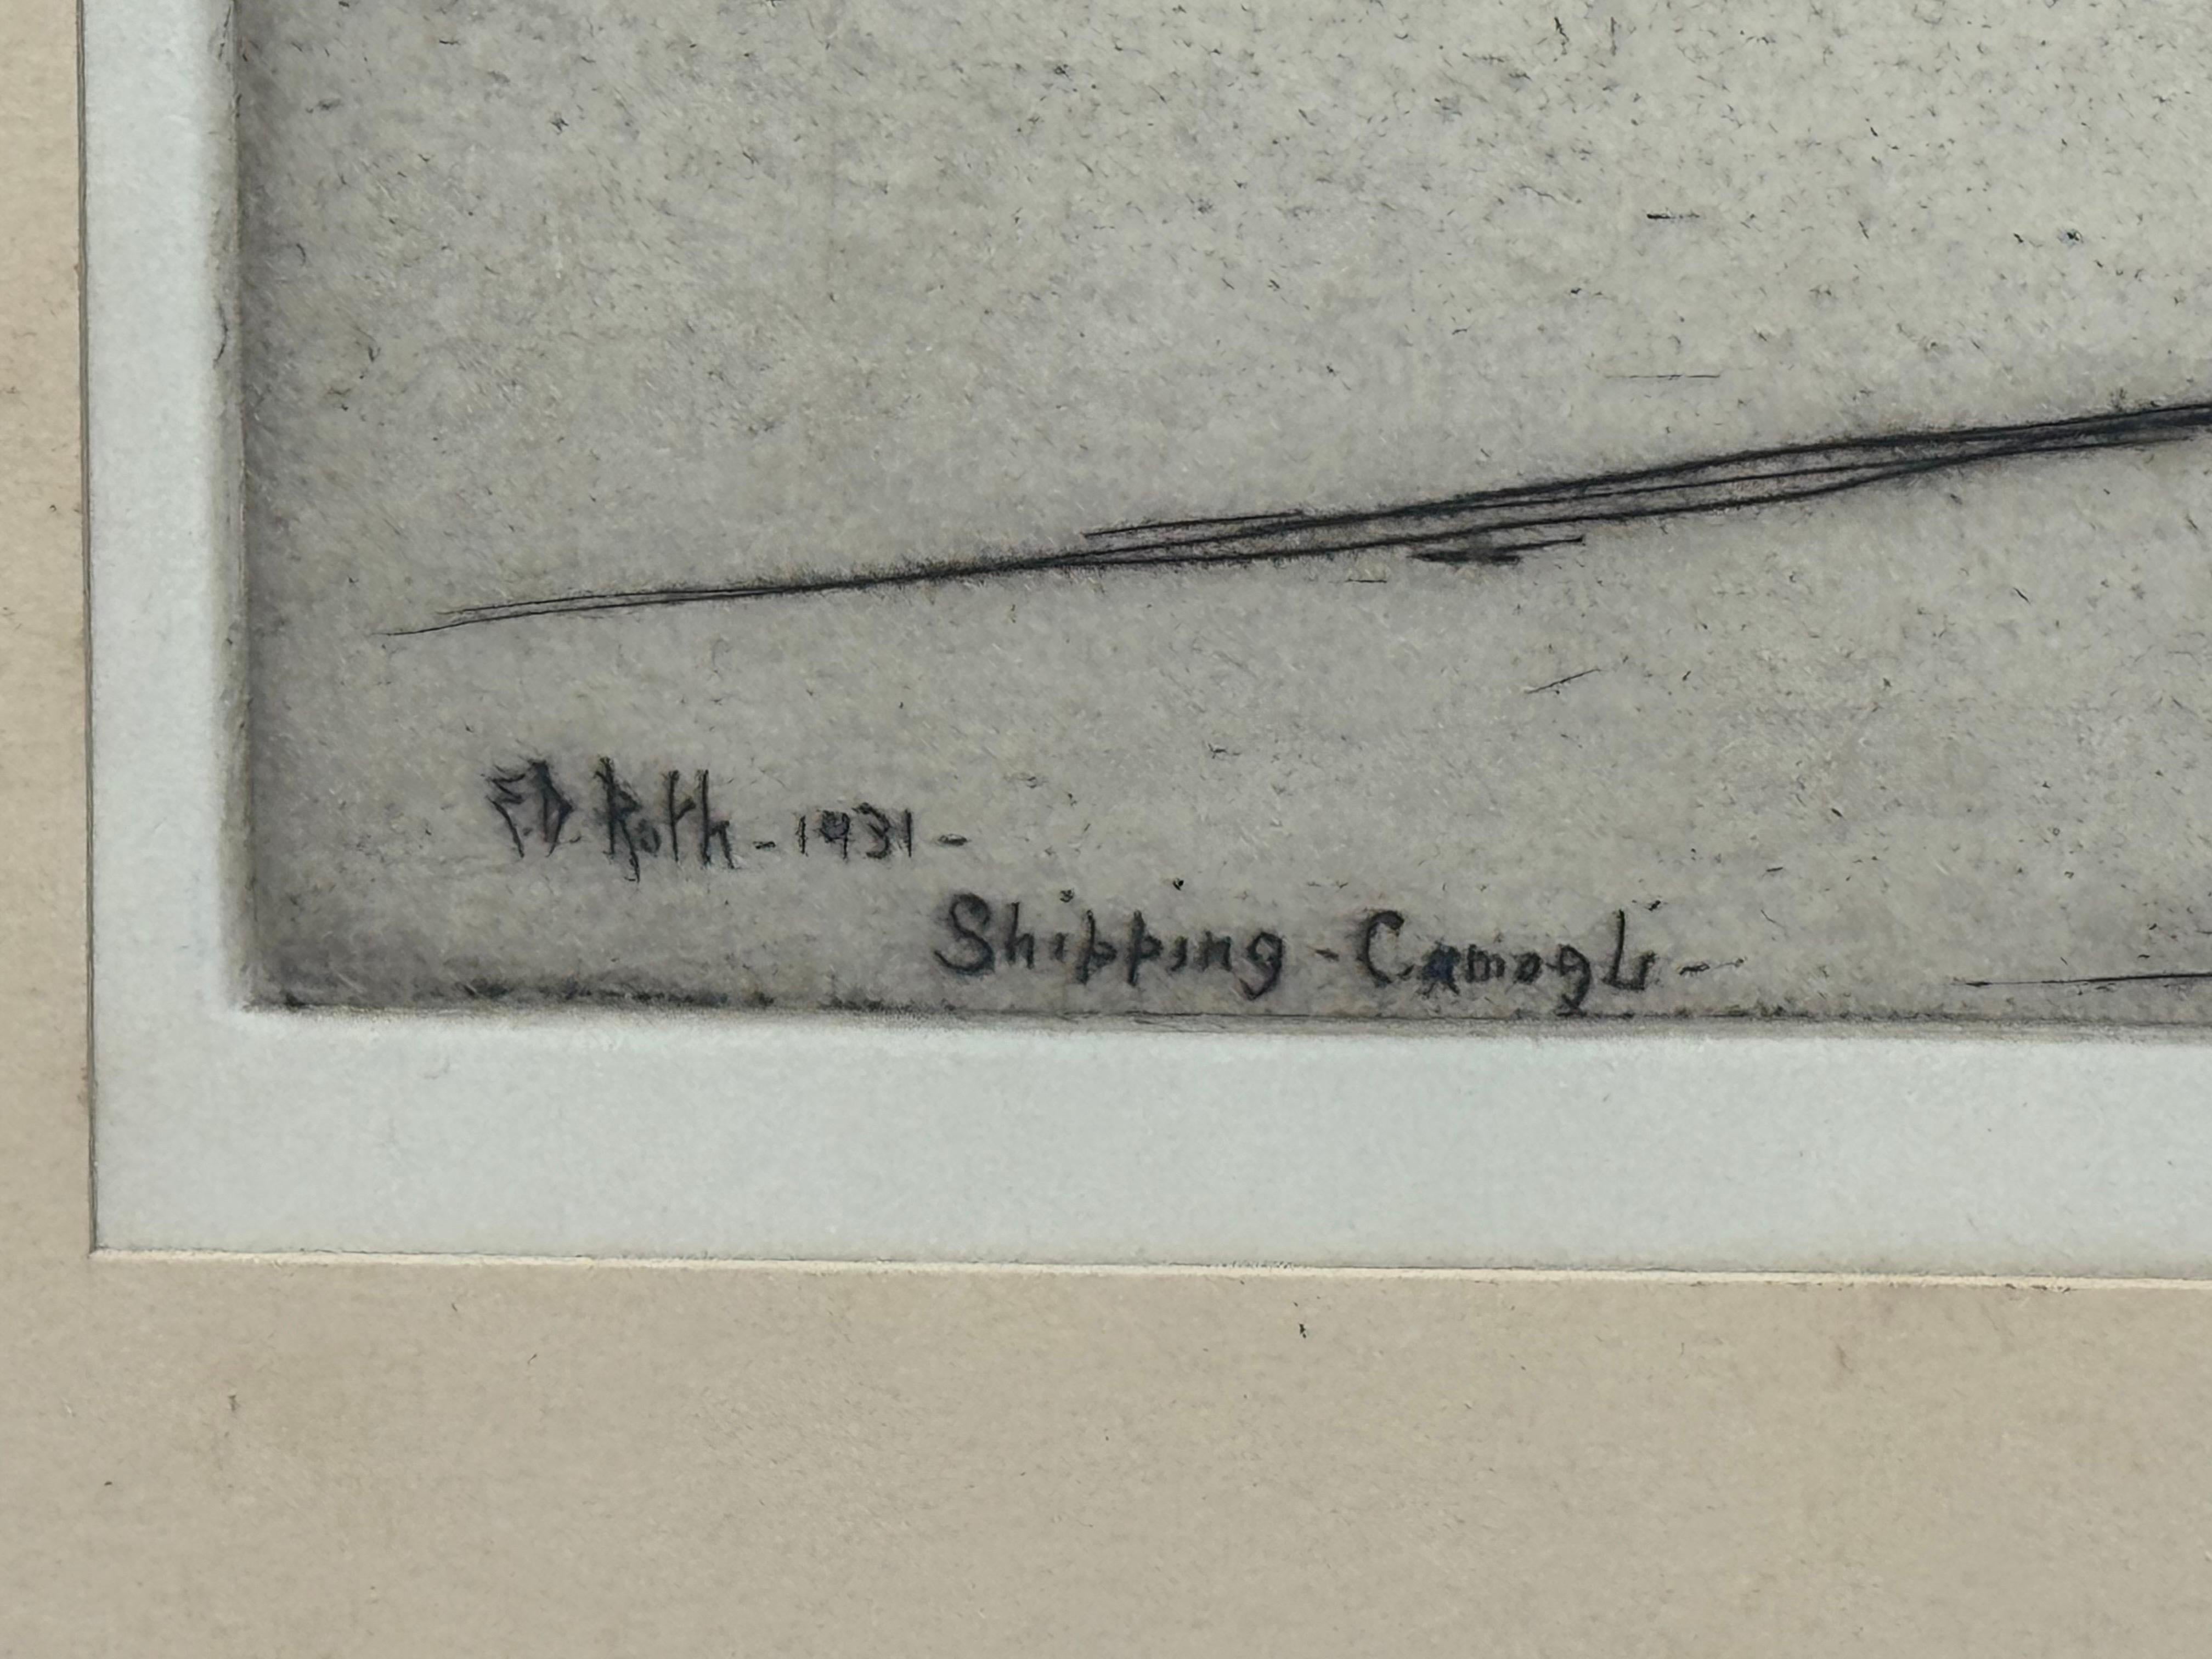 E.D. Roth - 1931 -
Shipping - Camogli -